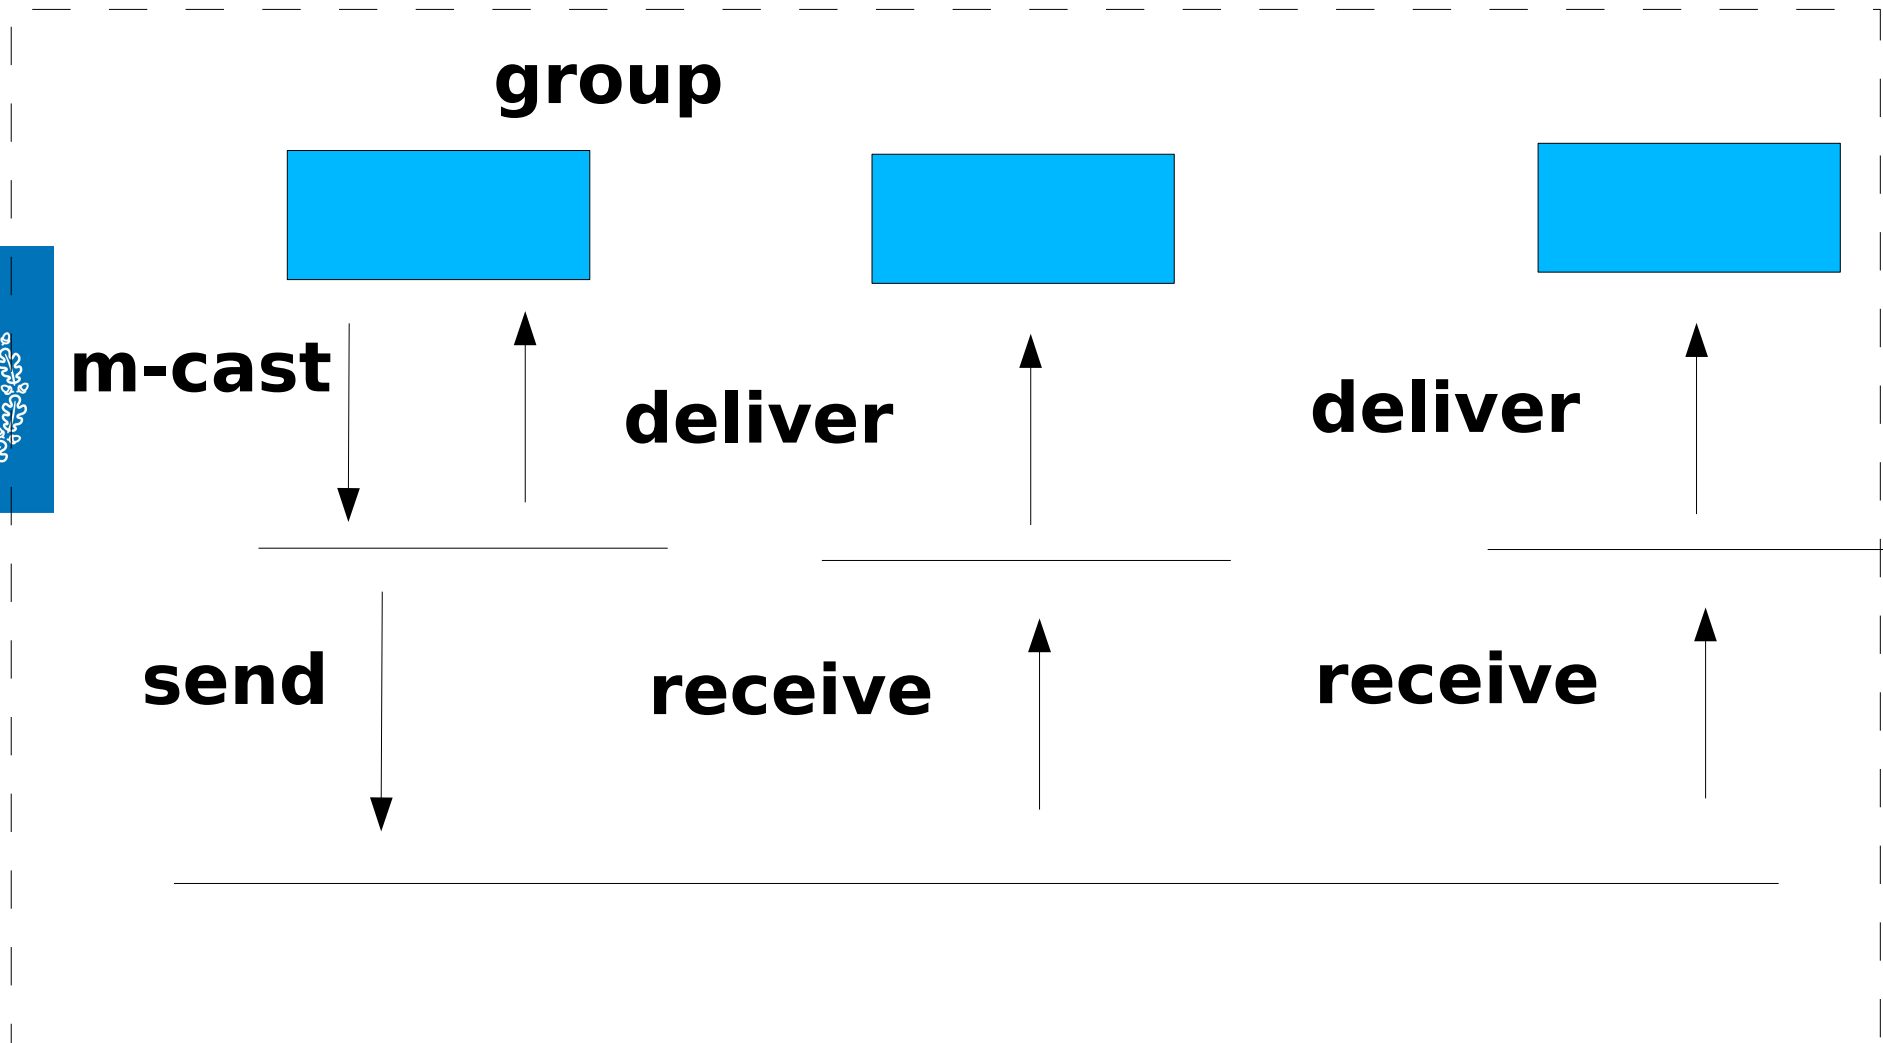 group
m-cast
deliver
deliver
send
receive
receive